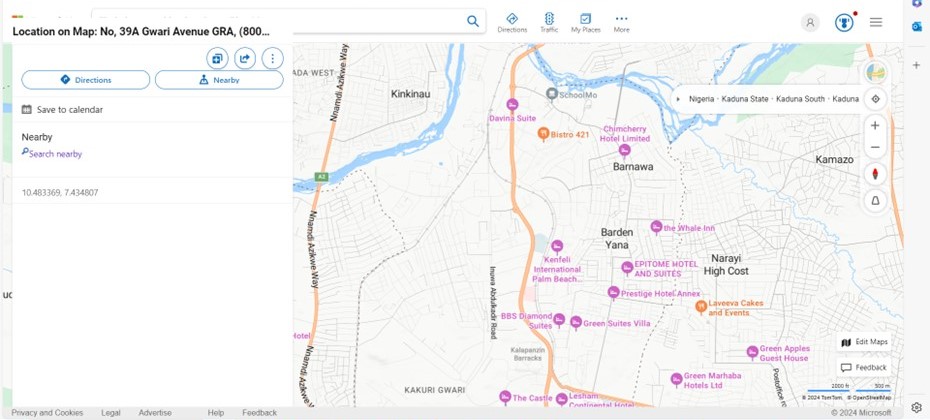 Location on Map: No, 39A Gwari Avenue GRA, (800...
Directions
Traffic
My Places
More
Directions
Nearby
Save to calendar
Nearby
Search nearby
10.483369, 7.434807
ADA WEST
Kinkinau
Nnamdi Azikwe Way
A2
Nnamdi Azikwe Way
Nnamdi Azikwe Way
Hotel
SchoolMo
Davina Suite
Bistro 421
Chimcherry
Hotel Limited
Barnawa
Nigeria · Kaduna State · Kaduna South · Kaduna
Kamazo
the Whale Inn
Barden
Yana
Kenfeli
International
Palm Beach...
EPITOME HOTEL
AND SUITES
Narayi
High Cost
Prestige Hotel Annex
Inuwa Abdulkadir Road
Laveeva Cakes
and Events
BBS Diamond
Suites
Green Suites Villa
Kalapanzin
Barracks
Green Apples
Guest House
Green Marhaba
Hotels Ltd
KAKURI GWARI
The Castle
Lesham
Continental Hotel
Edit Maps
Feedback
2000 ft
500 m
© 2024 TomTom, © OpenStreetMap
Privacy and Cookies
Legal
Advertise
Help
Feedback
© 2024 Microsoft